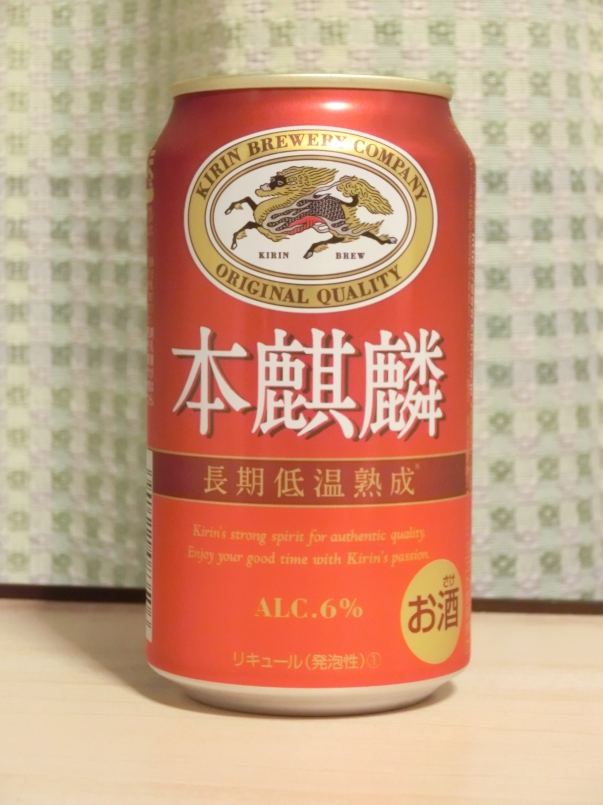 KIRIN BREWERY COMPANY
KIRIN BREW
ORIGINAL QUALITY
本麒麟
長期低温熟成※
Kirin's strong spirit for authentic quality.
Enjoy your good time with Kirin's passion.
ALC.6%
さけ
お酒
リキュール(発泡性)①